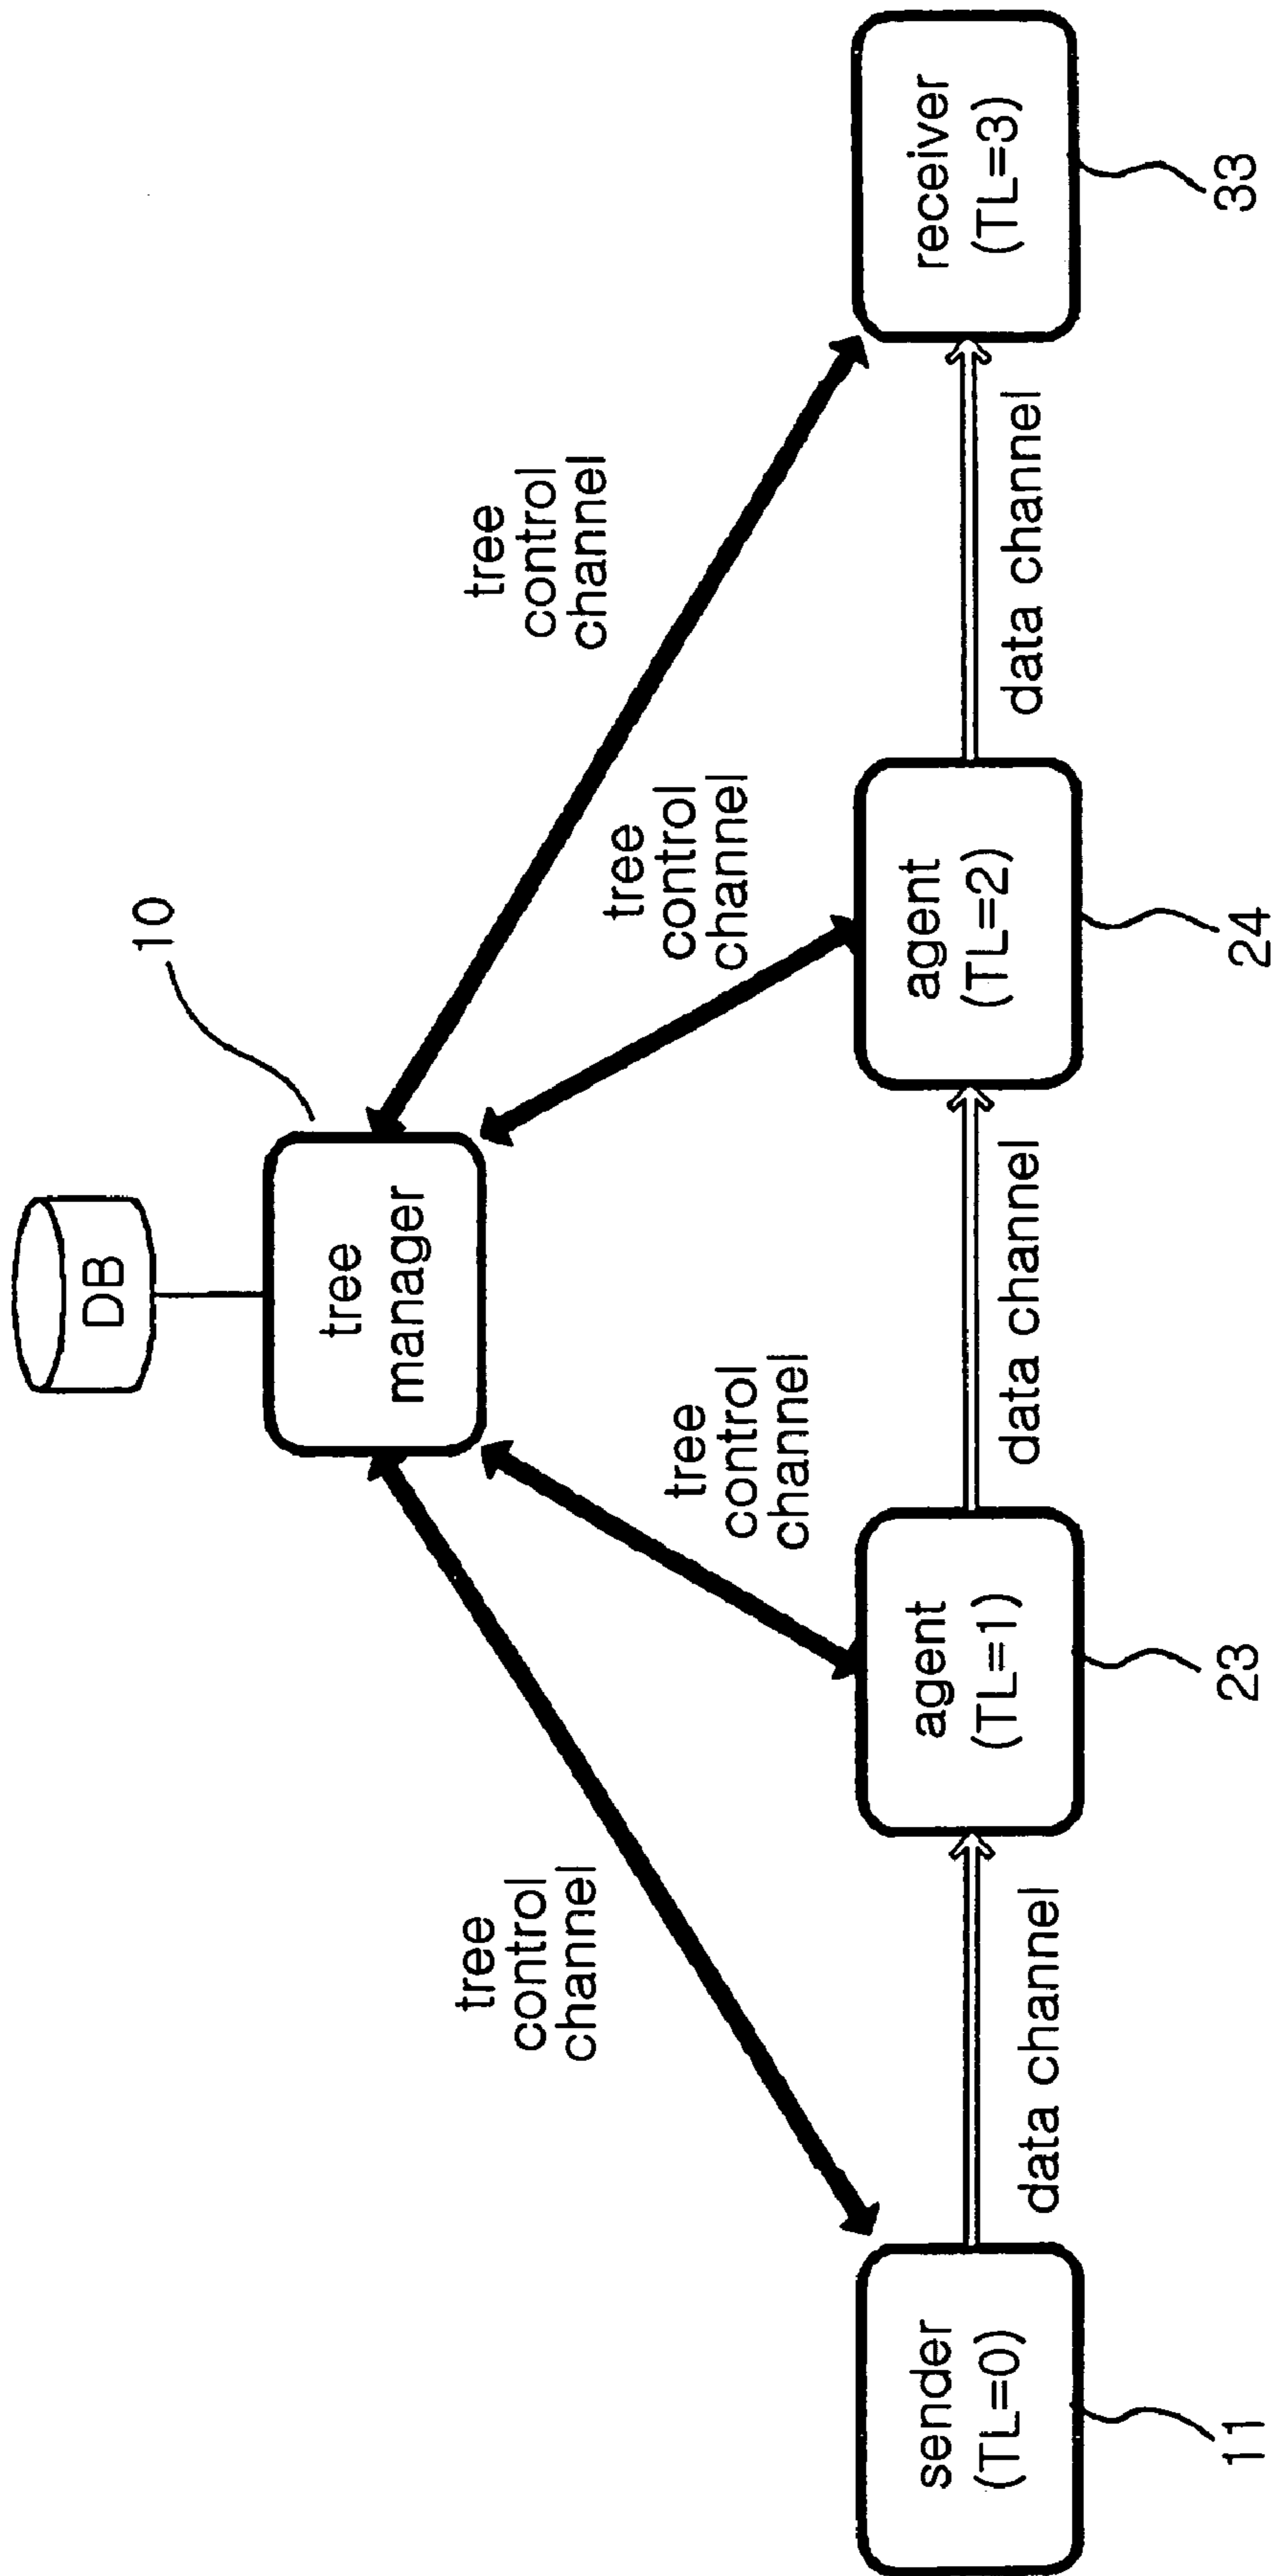 DB
10
tree
manager
tree
control
channel
tree
control
channel
tree
control
channel
tree
control
channel
sender
(TL=0)
data channel
agent
(TL=1)
data channel
agent
(TL=2)
data channel
receiver
(TL=3)
11
23
24
33